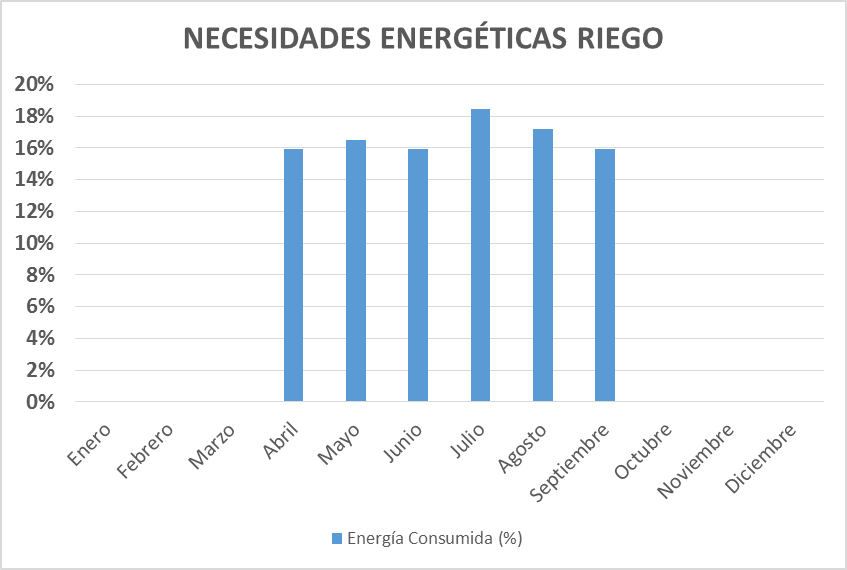 NECESIDADES ENERGÉTICAS RIEGO
20%
18%
16%
14%
12%
10%
8%
6%
4%
2%
0%
Enero
Febrero
Marzo
Abril
Mayo
Junio
Julio
Agosto
Septiembre
Octubre
Noviembre
Diciembre
Energía Consumida (%)